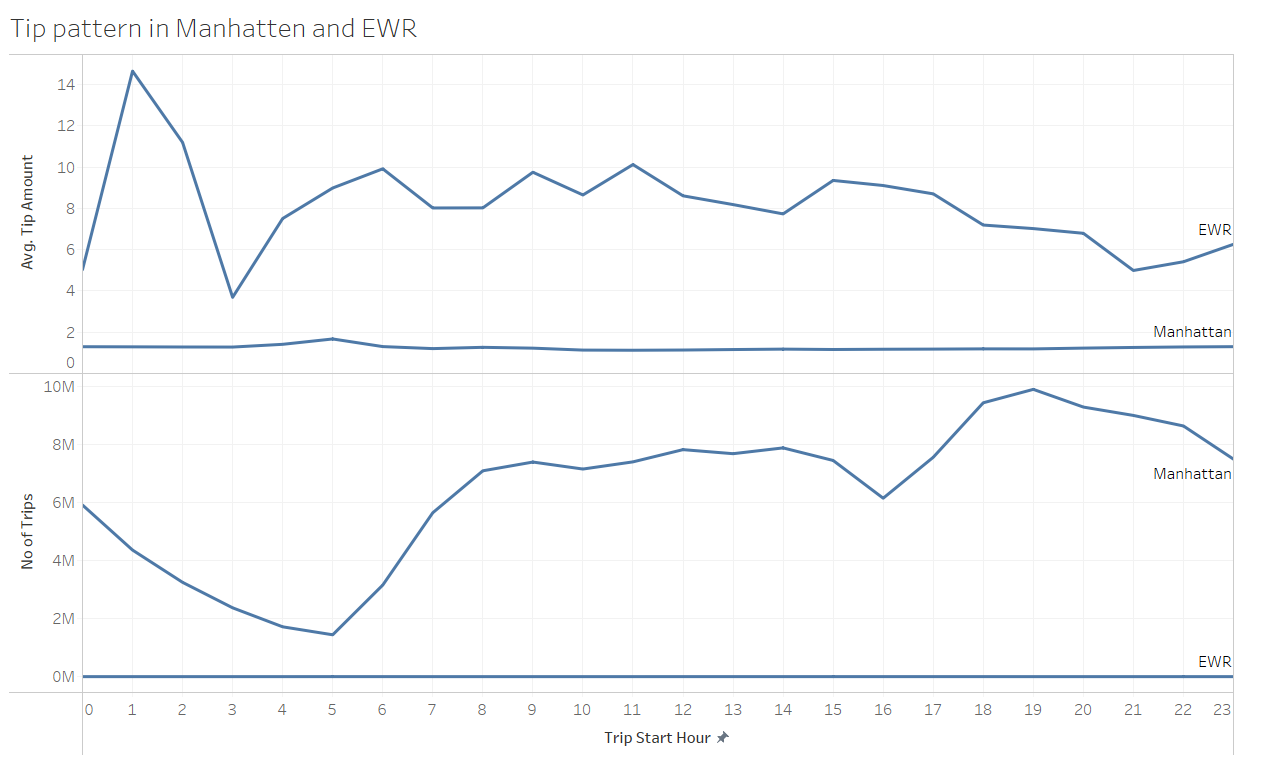 Tip pattern in Manhatten and EWR
Avg. Tip Amount
14
12
10
8
6
4
2
0
EWR
Manhattan
No of Trips
10M
8M
6M
4M
2M
0M
Manhattan
EWR
0 1 2 3 4 5 6 7 8 9 10 11 12 13 14 15 16 17 18 19 20 21 22 23
Trip Start Hour